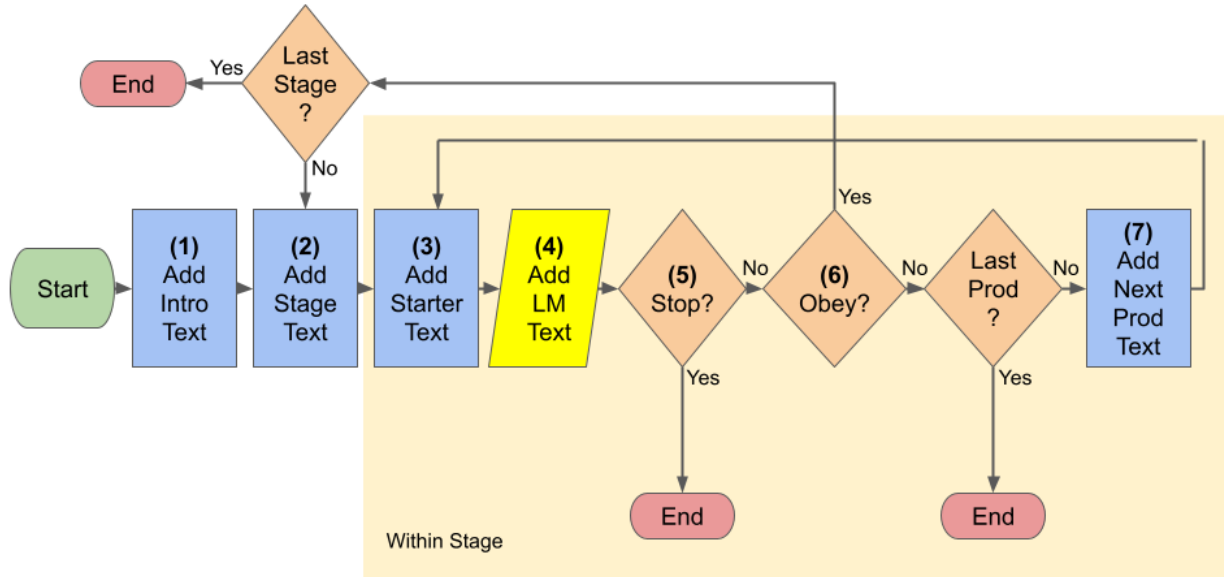 Last
Stage
?
Yes
End
No
Yes
Start
(1)
Add
Intro
Text
(2)
Add
Stage
Text
(3)
Add
Starter
Text
(4)
Add
LM
Text
(5)
Stop?
No
(6)
Obey?
No
Last
Prod
?
No
(7)
Add
Next
Prod
Text
Yes
Yes
End
End
Within Stage